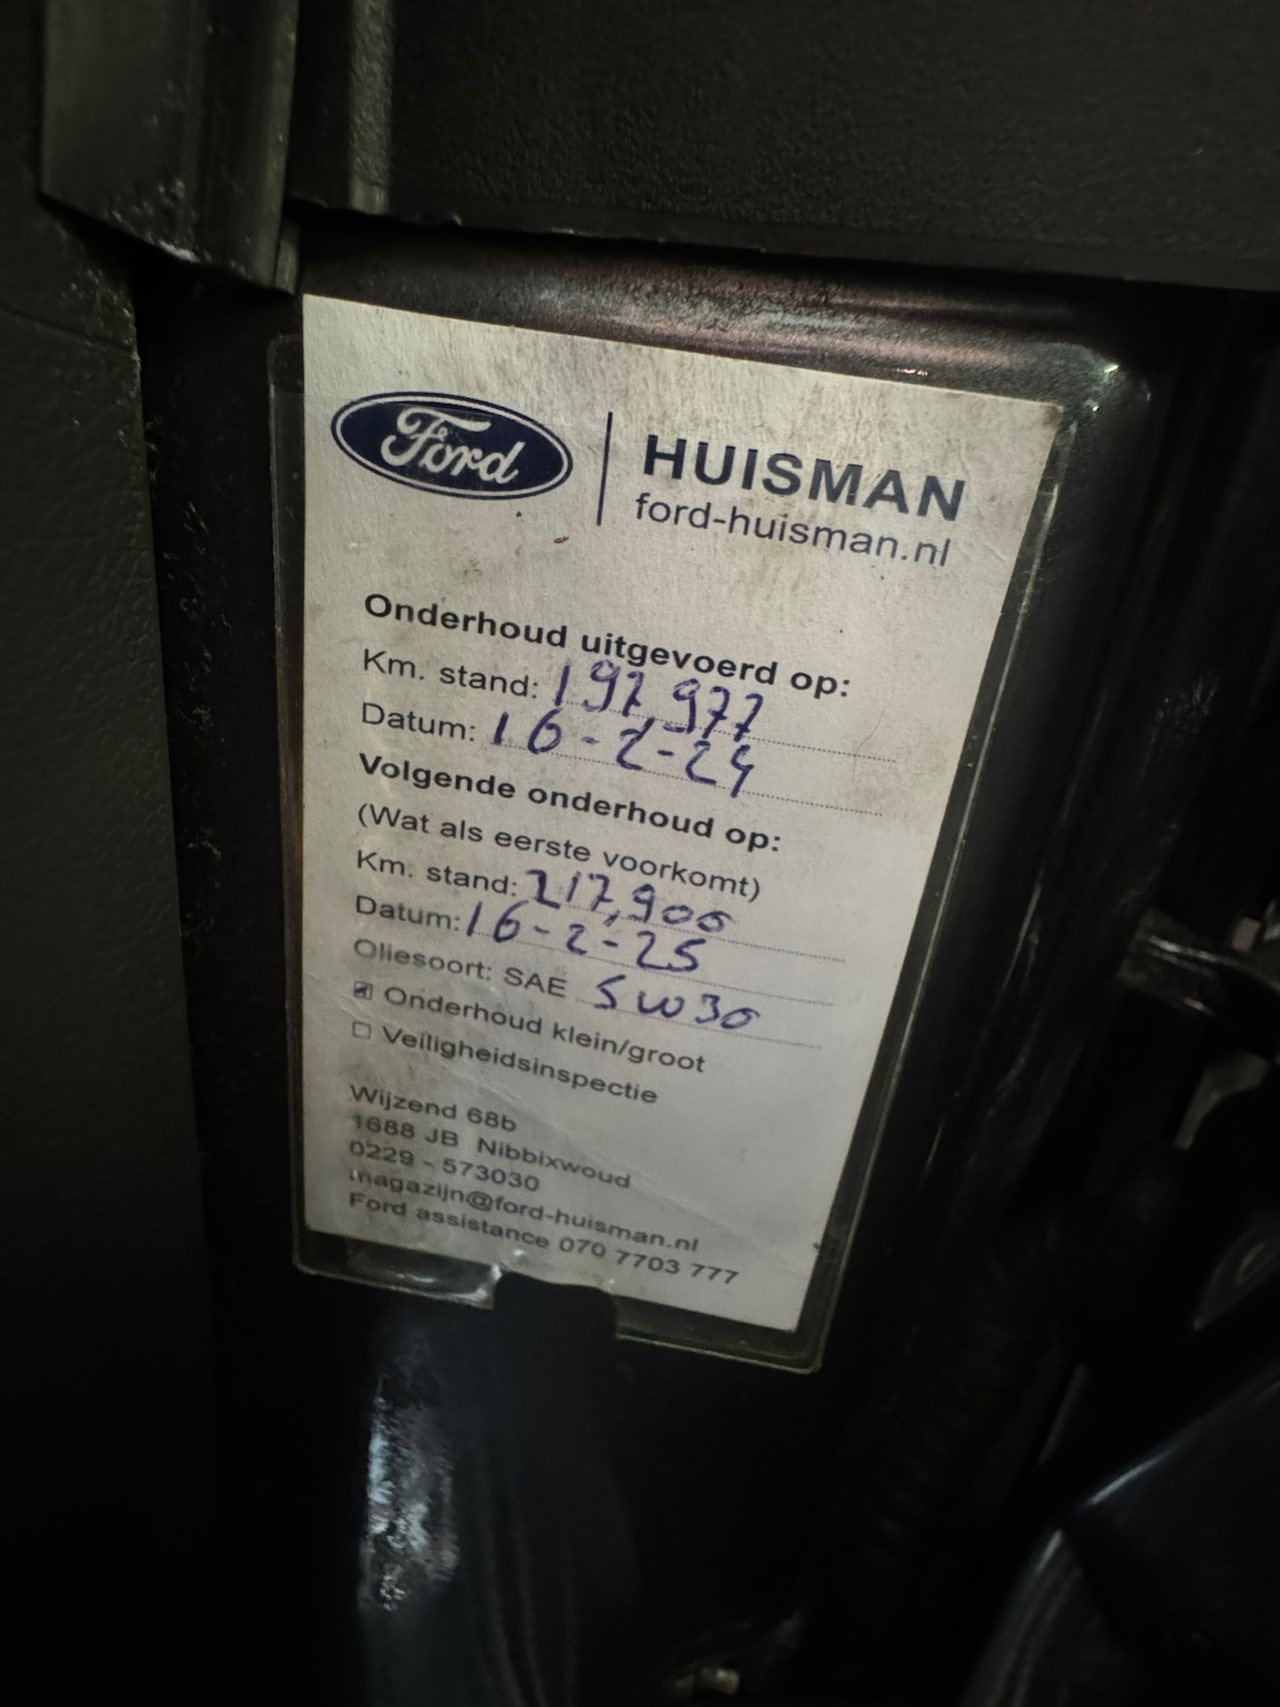 Ford
HUISMAN
ford-huisman.nl
Onderhoud uitgevoerd op:
Km. stand: 197,977
Datum: 16-2-24
Volgende onderhoud op:
(Wat als eerste voorkomt)
Km. stand: 217,900
Datum: 16-2-25
Oliesoort: SAE 5W30
Onderhoud klein/groot
Veiligheidsinspectie
Wijzend 68b
1688 JB Nibbixwoud
0229 - 573030
magazijn@ford-huisman.nl
Ford assistance 070 7703 777